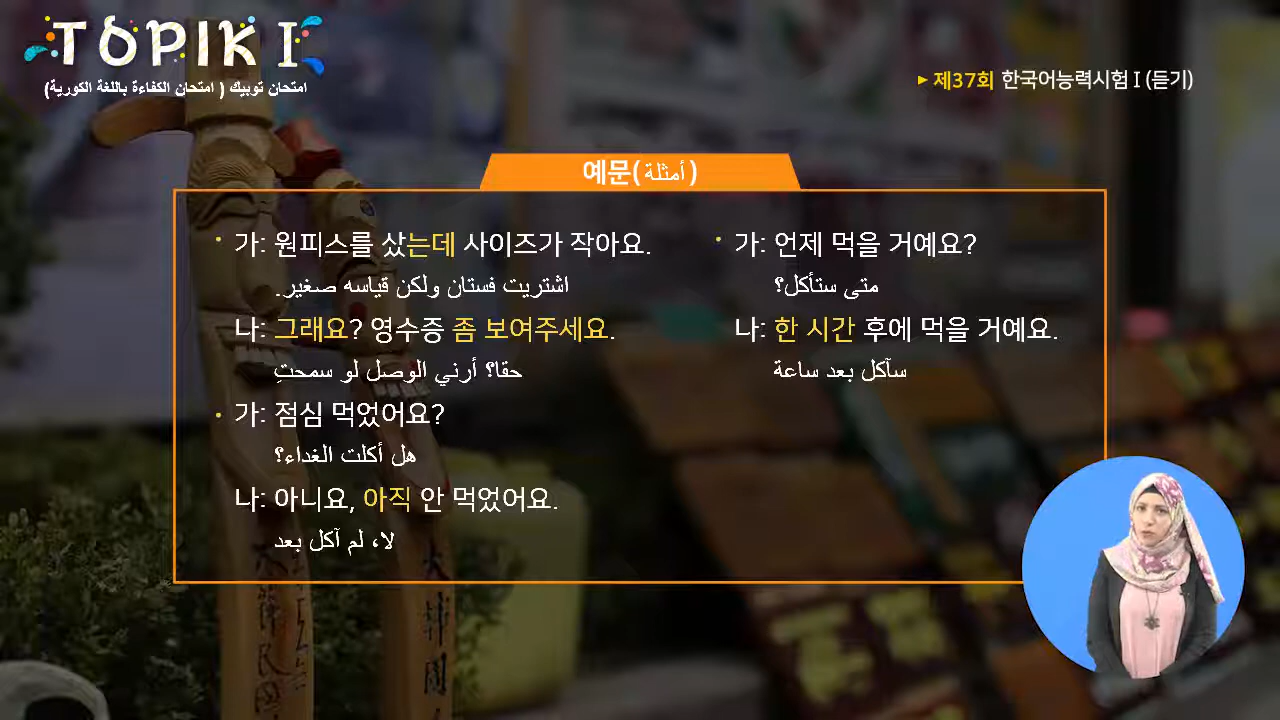 TOPIK I
امتحان توبيك ( امتحان الكفاءة باللغة الكورية)
▸ 제37회 한국어능력시험 I (듣기)
예문(أمثلة)
• 가: 원피스를 샀는데 사이즈가 작아요.
اشتريت فستان ولكن قياسه صغير.
나: 그래요? 영수증 좀 보여주세요.
حقا؟ أرني الوصل لو سمحتِ
• 가: 점심 먹었어요?
هل أكلت الغداء؟
나: 아니요, 아직 안 먹었어요.
لا، لم آكل بعد
• 가: 언제 먹을 거예요?
متى ستأكل؟
나: 한 시간 후에 먹을 거예요.
سآكل بعد ساعة